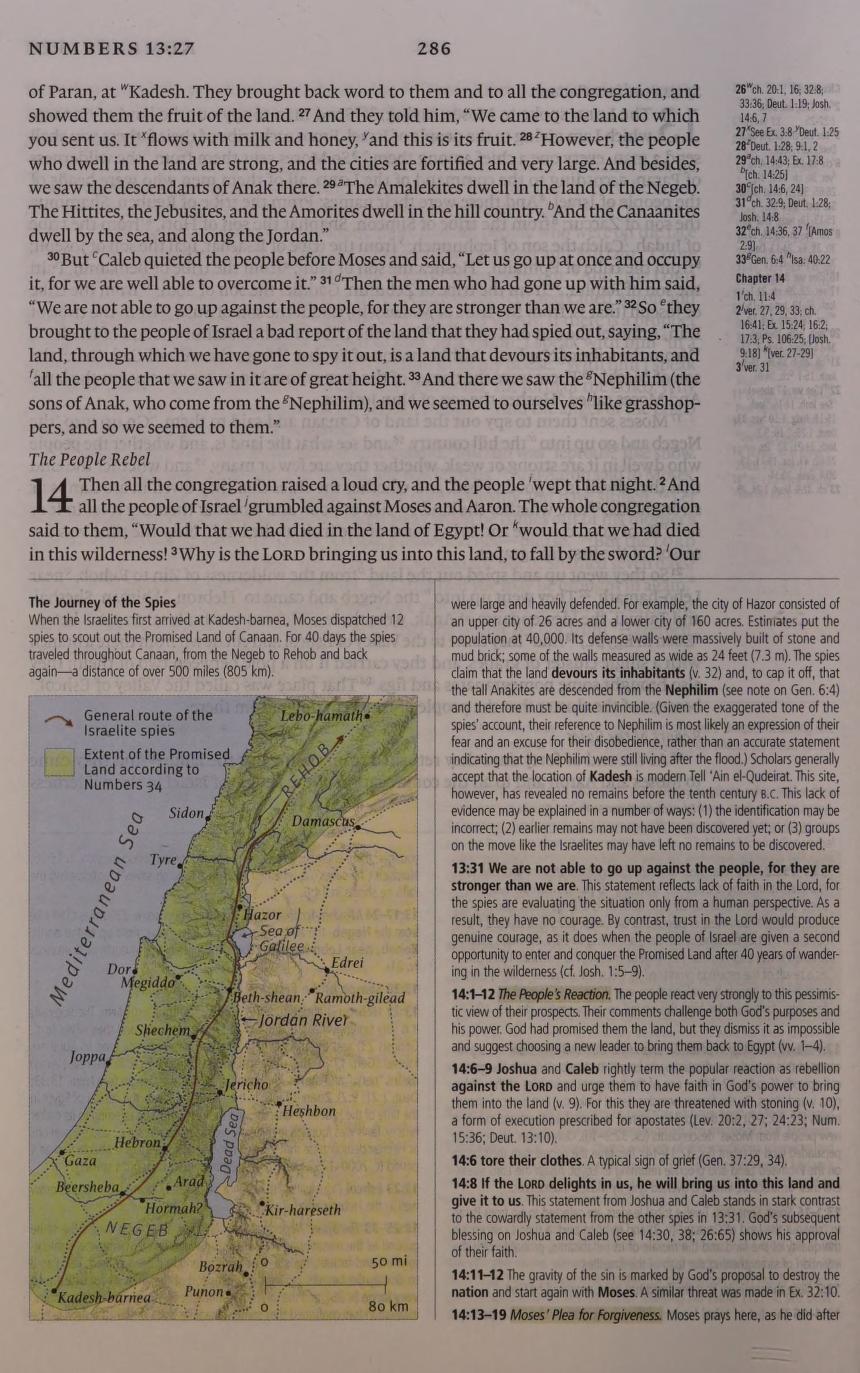 NUMBERS 13:27
286
of Paran, at wKadesh. They brought back word to them and to all the congregation, and
showed them the fruit of the land. 27 And they told him, “We came to the land to which
you sent us. It xflows with milk and honey, yand this is its fruit. 28 zHowever, the people
who dwell in the land are strong, and the cities are fortified and very large. And besides,
we saw the descendants of Anak there. 29 aThe Amalekites dwell in the land of the Negeb.
The Hittites, the Jebusites, and the Amorites dwell in the hill country. bAnd the Canaanites
dwell by the sea, and along the Jordan.”
30 But cCaleb quieted the people before Moses and said, “Let us go up at once and occupy
it, for we are well able to overcome it.” 31 dThen the men who had gone up with him said,
“We are not able to go up against the people, for they are stronger than we are.” 32 So ethey
brought to the people of Israel a bad report of the land that they had spied out, saying, “The
land, through which we have gone to spy it out, is a land that devours its inhabitants, and
fall the people that we saw in it are of great height. 33 And there we saw the gNephilim (the
sons of Anak, who come from the gNephilim), and we seemed to ourselves hlike grasshop-
pers, and so we seemed to them.”
The People Rebel
14 Then all the congregation raised a loud cry, and the people iwept that night. 2 And
all the people of Israel jgrumbled against Moses and Aaron. The whole congregation
said to them, “Would that we had died in the land of Egypt! Or kwould that we had died
in this wilderness! 3 Why is the LORD bringing us into this land, to fall by the sword? lOur
26 wch. 20:1, 16; 32:8;
33:36; Deut. 1:19; Josh.
14:6, 7
27 xSee Ex. 3:8 yDeut. 1:25
28 zDeut. 1:28; 9:1, 2
29 ach. 14:43; Ex. 17:8
b[ch. 14:25]
30 c[ch. 14:6, 24]
31 dch. 32:9; Deut. 1:28;
Josh. 14:8
32 ech. 14:36, 37 f[Amos
2:9]
33 gGen. 6:4 hIsa. 40:22
Chapter 14
1 ich. 11:4
2 jver. 27, 29, 33; ch.
16:41; Ex. 15:24; 16:2;
17:3; Ps. 106:25; [Josh.
9:18] k[ver. 27-29]
3 lver. 31
The Journey of the Spies
When the Israelites first arrived at Kadesh-barnea, Moses dispatched 12
spies to scout out the Promised Land of Canaan. For 40 days the spies
traveled throughout Canaan, from the Negeb to Rehob and back
again—a distance of over 500 miles (805 km).
General route of the
Israelite spies
Extent of the Promised
Land according to
Numbers 34
Lebo-hamath
REHOB
Sidon
Damascus
Tyre
Mediterranean Sea
Hazor
Sea of
Galilee
Edrei
Dor
Megiddo
Beth-shean
Ramoth-gilead
Jordan River
Shechem
Joppa
Jericho
Heshbon
Dead Sea
Hebron
Gaza
Beersheba
Arad
Hormah?
Kir-hareseth
NEGEB
Bozrah
Punon
Kadesh-barnea
0
50 mi
0
80 km
were large and heavily defended. For example, the city of Hazor consisted of
an upper city of 26 acres and a lower city of 160 acres. Estimates put the
population at 40,000. Its defense walls were massively built of stone and
mud brick; some of the walls measured as wide as 24 feet (7.3 m). The spies
claim that the land devours its inhabitants (v. 32) and, to cap it off, that
the tall Anakites are descended from the Nephilim (see note on Gen. 6:4)
and therefore must be quite invincible. (Given the exaggerated tone of the
spies’ account, their reference to Nephilim is most likely an expression of their
fear and an excuse for their disobedience, rather than an accurate statement
indicating that the Nephilim were still living after the flood.) Scholars generally
accept that the location of Kadesh is modern Tell ‘Ain el-Qudeirat. This site,
however, has revealed no remains before the tenth century B.C. This lack of
evidence may be explained in a number of ways: (1) the identification may be
incorrect; (2) earlier remains may not have been discovered yet; or (3) groups
on the move like the Israelites may have left no remains to be discovered.
13:31 We are not able to go up against the people, for they are
stronger than we are. This statement reflects lack of faith in the Lord, for
the spies are evaluating the situation only from a human perspective. As a
result, they have no courage. By contrast, trust in the Lord would produce
genuine courage, as it does when the people of Israel are given a second
opportunity to enter and conquer the Promised Land after 40 years of wander-
ing in the wilderness (cf. Josh. 1:5–9).
14:1–12 The People’s Reaction. The people react very strongly to this pessimis-
tic view of their prospects. Their comments challenge both God’s purposes and
his power. God had promised them the land, but they dismiss it as impossible
and suggest choosing a new leader to bring them back to Egypt (vv. 1–4).
14:6–9 Joshua and Caleb rightly term the popular reaction as rebellion
against the LORD and urge them to have faith in God’s power to bring
them into the land (v. 9). For this they are threatened with stoning (v. 10),
a form of execution prescribed for apostates (Lev. 20:2, 27; 24:23; Num.
15:36; Deut. 13:10).
14:6 tore their clothes. A typical sign of grief (Gen. 37:29, 34).
14:8 If the LORD delights in us, he will bring us into this land and
give it to us. This statement from Joshua and Caleb stands in stark contrast
to the cowardly statement from the other spies in 13:31. God’s subsequent
blessing on Joshua and Caleb (see 14:30, 38; 26:65) shows his approval
of their faith.
14:11–12 The gravity of the sin is marked by God’s proposal to destroy the
nation and start again with Moses. A similar threat was made in Ex. 32:10.
14:13–19 Moses’ Plea for Forgiveness. Moses prays here, as he did after